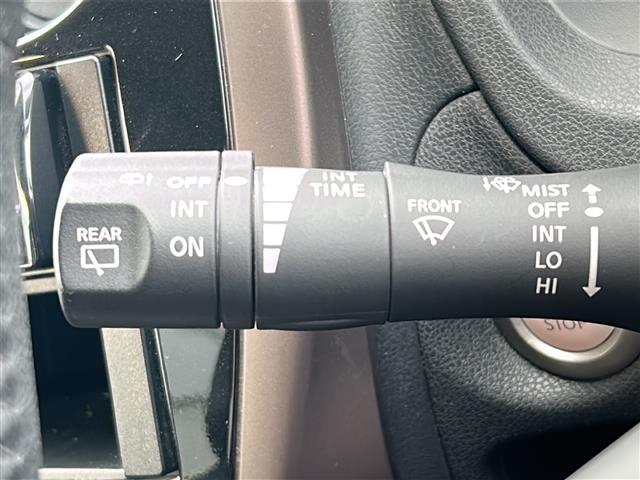 REAR
OFF
INT
ON
INT
TIME
FRONT
MIST
OFF
INT
LO
HI
STOP